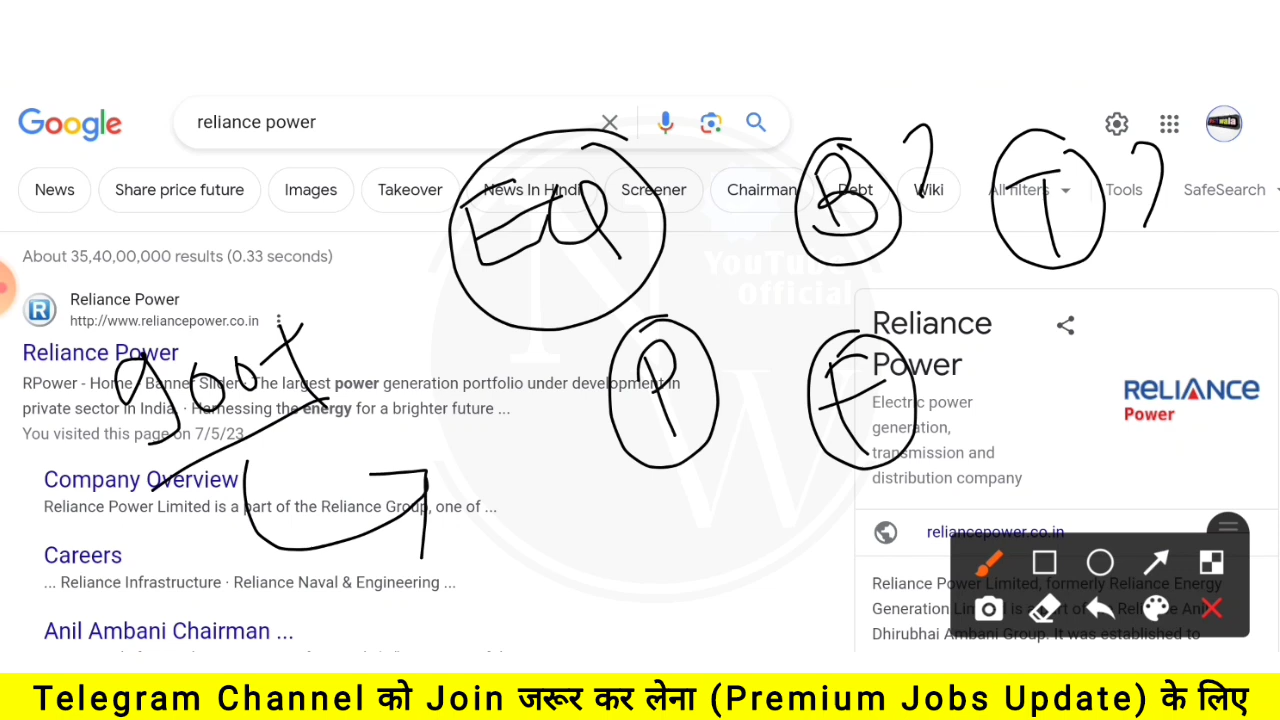 Google
reliance power
News
Share price future
Images
Takeover
News In Hindi
Screener
Chairman
Debt
Wiki
All filters
Tools
SafeSearch
EQ
B ?
T ?
About 35,40,00,000 results (0.33 seconds)
YouTube
Official
N
W
Reliance Power
http://www.reliancepower.co.in
Reliance Power
RPower - Home / Banner Slider · The largest power generation portfolio under development in
private sector in India. · Harnessing the energy for a brighter future ...
You visited this page on 7/5/23.
P
Company Overview
Reliance Power Limited is a part of the Reliance Group, one of ...
Careers
... Reliance Infrastructure · Reliance Naval & Engineering ...
Anil Ambani Chairman ...
Reliance
Power
RELIANCE
Power
Electric power
generation,
transmission and
distribution company
reliancepower.co.in
Reliance Power Limited, formerly Reliance Energy
Generation Limited is a part of the Reliance Anil
Dhirubhai Ambani Group. It was established to
Telegram Channel को Join जरूर कर लेना (Premium Jobs Update) के लिए